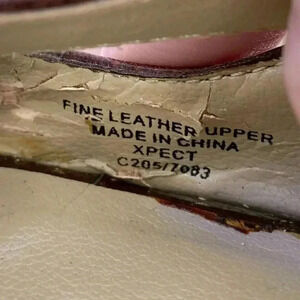 FINE LEATHER UPPER
MADE IN CHINA
XPECT
C205/7083